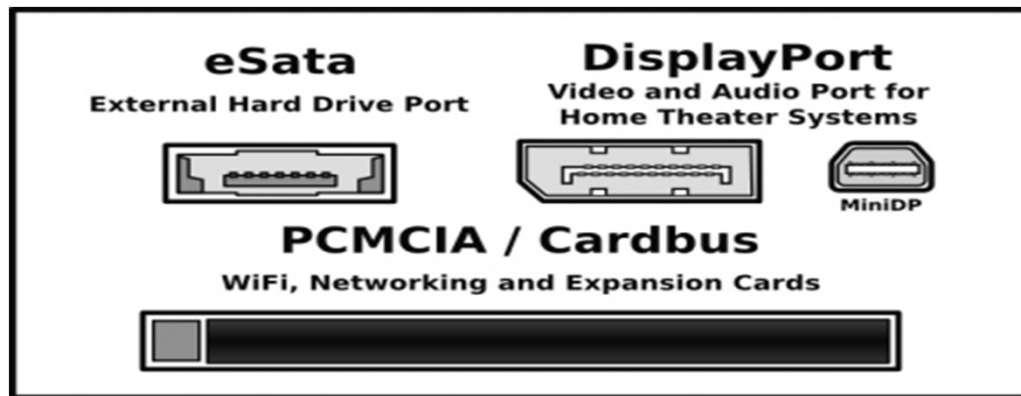 eSata
External Hard Drive Port
DisplayPort
Video and Audio Port for
Home Theater Systems
MiniDP
PCMCIA / Cardbus
WiFi, Networking and Expansion Cards